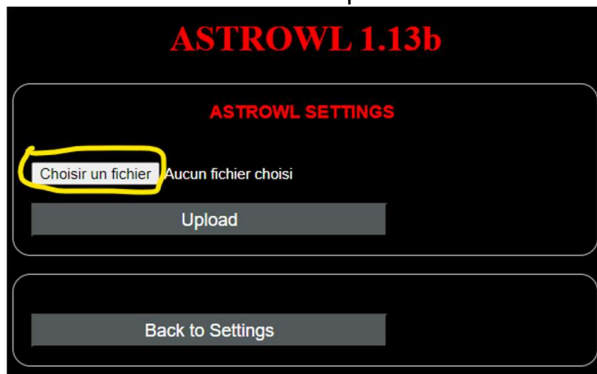 ASTROWL 1.13b
ASTROWL SETTINGS
Choisir un fichier Aucun fichier choisi
Upload
Back to Settings